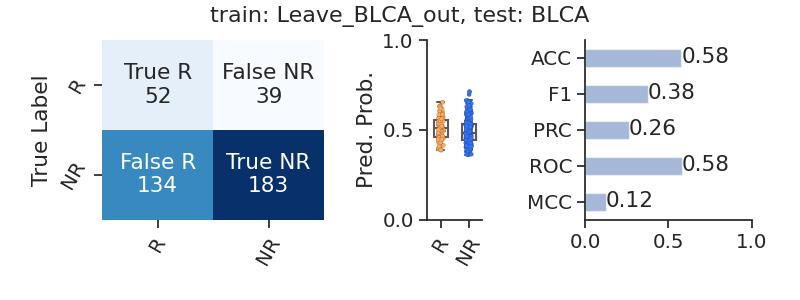 train: Leave_BLCA_out, test: BLCA
True Label
R
NR
True R
52
False NR
39
False R
134
True NR
183
R
NR
Pred. Prob.
1.0
0.5
0.0
R
NR
ACC
F1
PRC
ROC
MCC
0.58
0.38
0.26
0.58
0.12
0.0
0.5
1.0